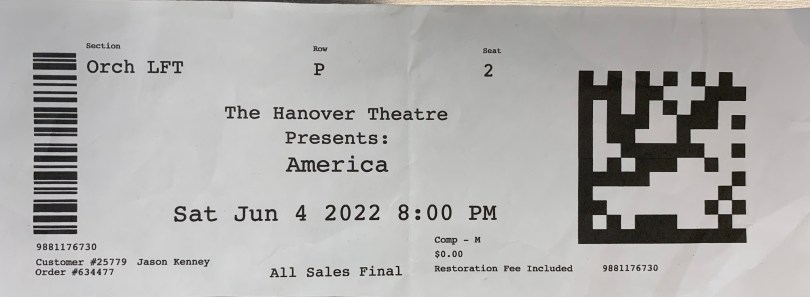 Section Row Seat
Orch LFT P 2
The Hanover Theatre
Presents:
America
Sat Jun 4 2022 8:00 PM
Comp - M
$0.00
Restoration Fee Included
9881176730
Customer #25779 Jason Kenney
Order #634477
All Sales Final
9881176730